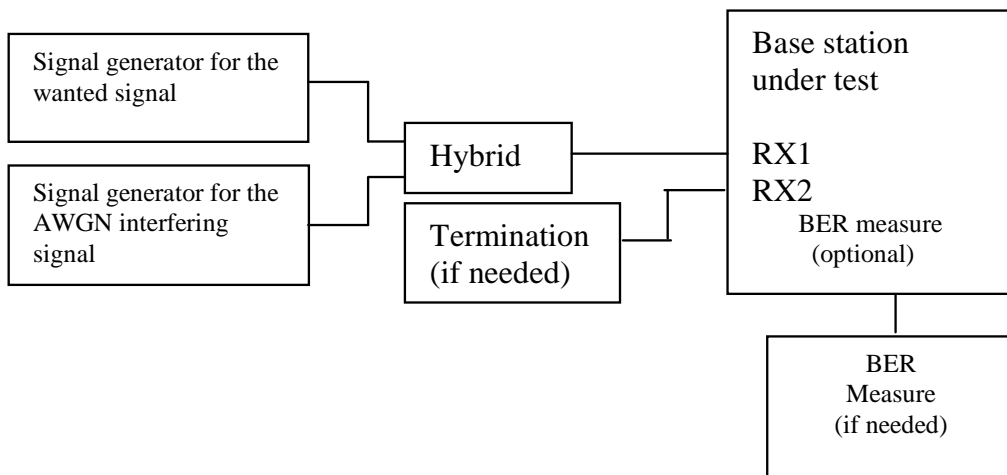 Signal generator for the
wanted signal
Signal generator for the
AWGN interfering
signal
Hybrid
Termination
(if needed)
Base station
under test
RX1
RX2
BER measure
(optional)
BER
Measure
(if needed)